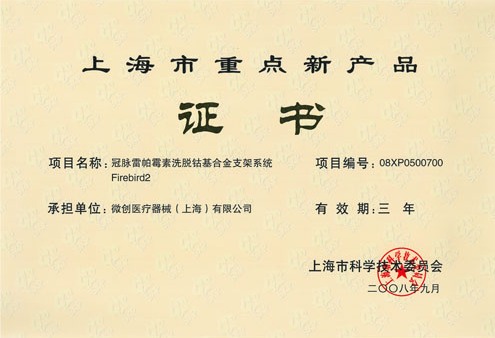 上海市重点新产品
证书
项目名称：冠脉雷帕霉素洗脱钴基合金支架系统 项目编号：08XP0500700
Firebird2
承担单位：微创医疗器械（上海）有限公司 有效期：三年
上海市科学技术委员会
二〇〇八年九月